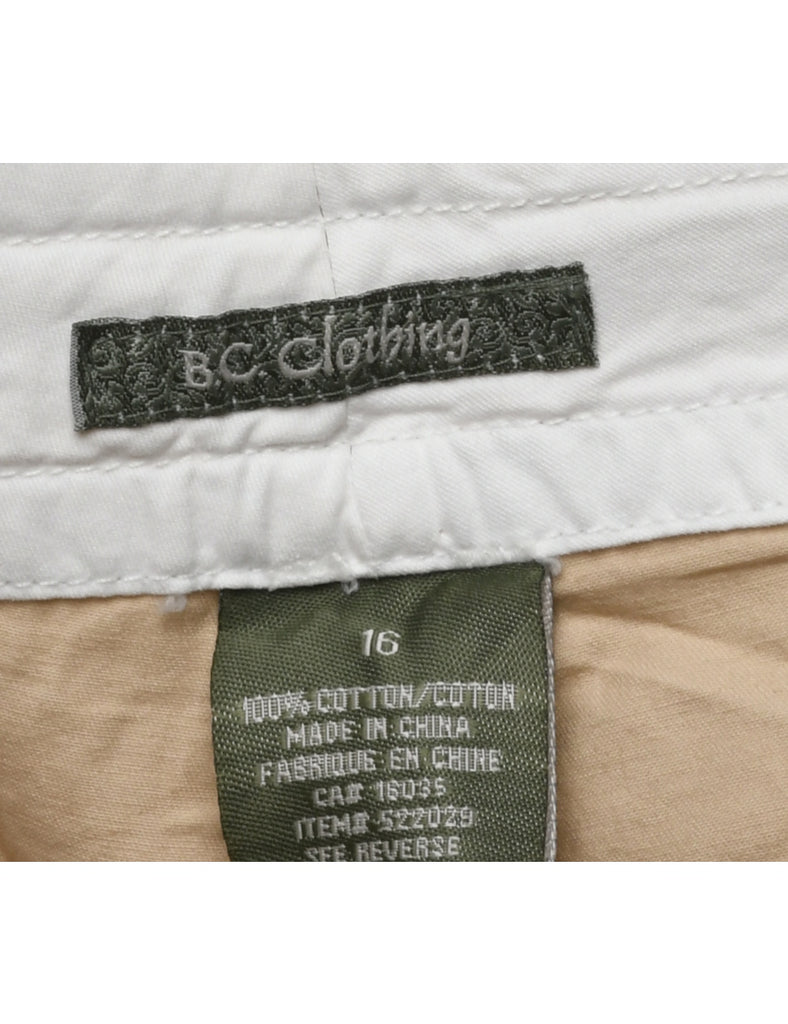 B.C. Clothing
16
100% COTTON/COTON
MADE IN CHINA
FABRIQUE EN CHINE
CA# 16035
ITEM# 522029
SEE REVERSE